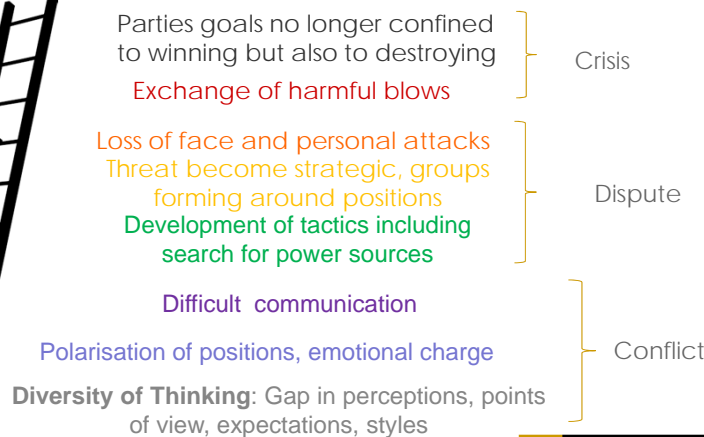 Parties goals no longer confined
to winning but also to destroying
Crisis
Exchange of harmful blows
Loss of face and personal attacks
Threat become strategic, groups
forming around positions
Dispute
Development of tactics including
search for power sources
Difficult communication
Polarisation of positions, emotional charge
Conflict
Diversity of Thinking: Gap in perceptions, points
of view, expectations, styles